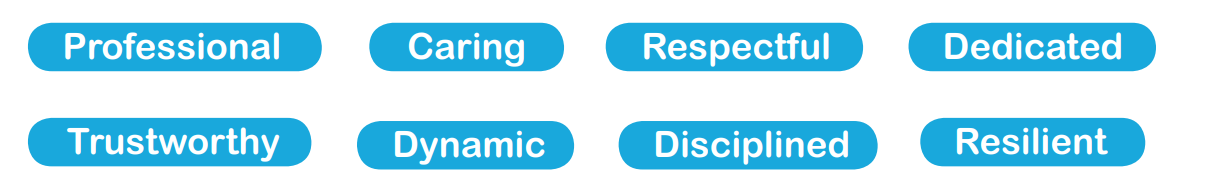 Professional Caring Respectful Dedicated
Trustworthy Dynamic Disciplined Resilient